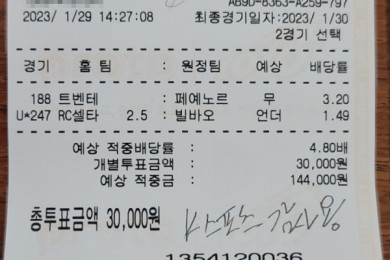 AB9D-8363-A259-797
2023/ 1/29 14:27:08 최종경기일자:2023/ 1/30
2경기 선택
경기 홈 팀 : 원정팀 예상 배당률
188 트벤테 : 페예노르 무 3.20
U*247 RC셀타 2.5 : 빌바오 언더 1.49
예상 적중배당률 : 4.80배
개별투표금액 : 30,000원
예상 적중금 : 144,000원
총투표금액 30,000원
1354120036